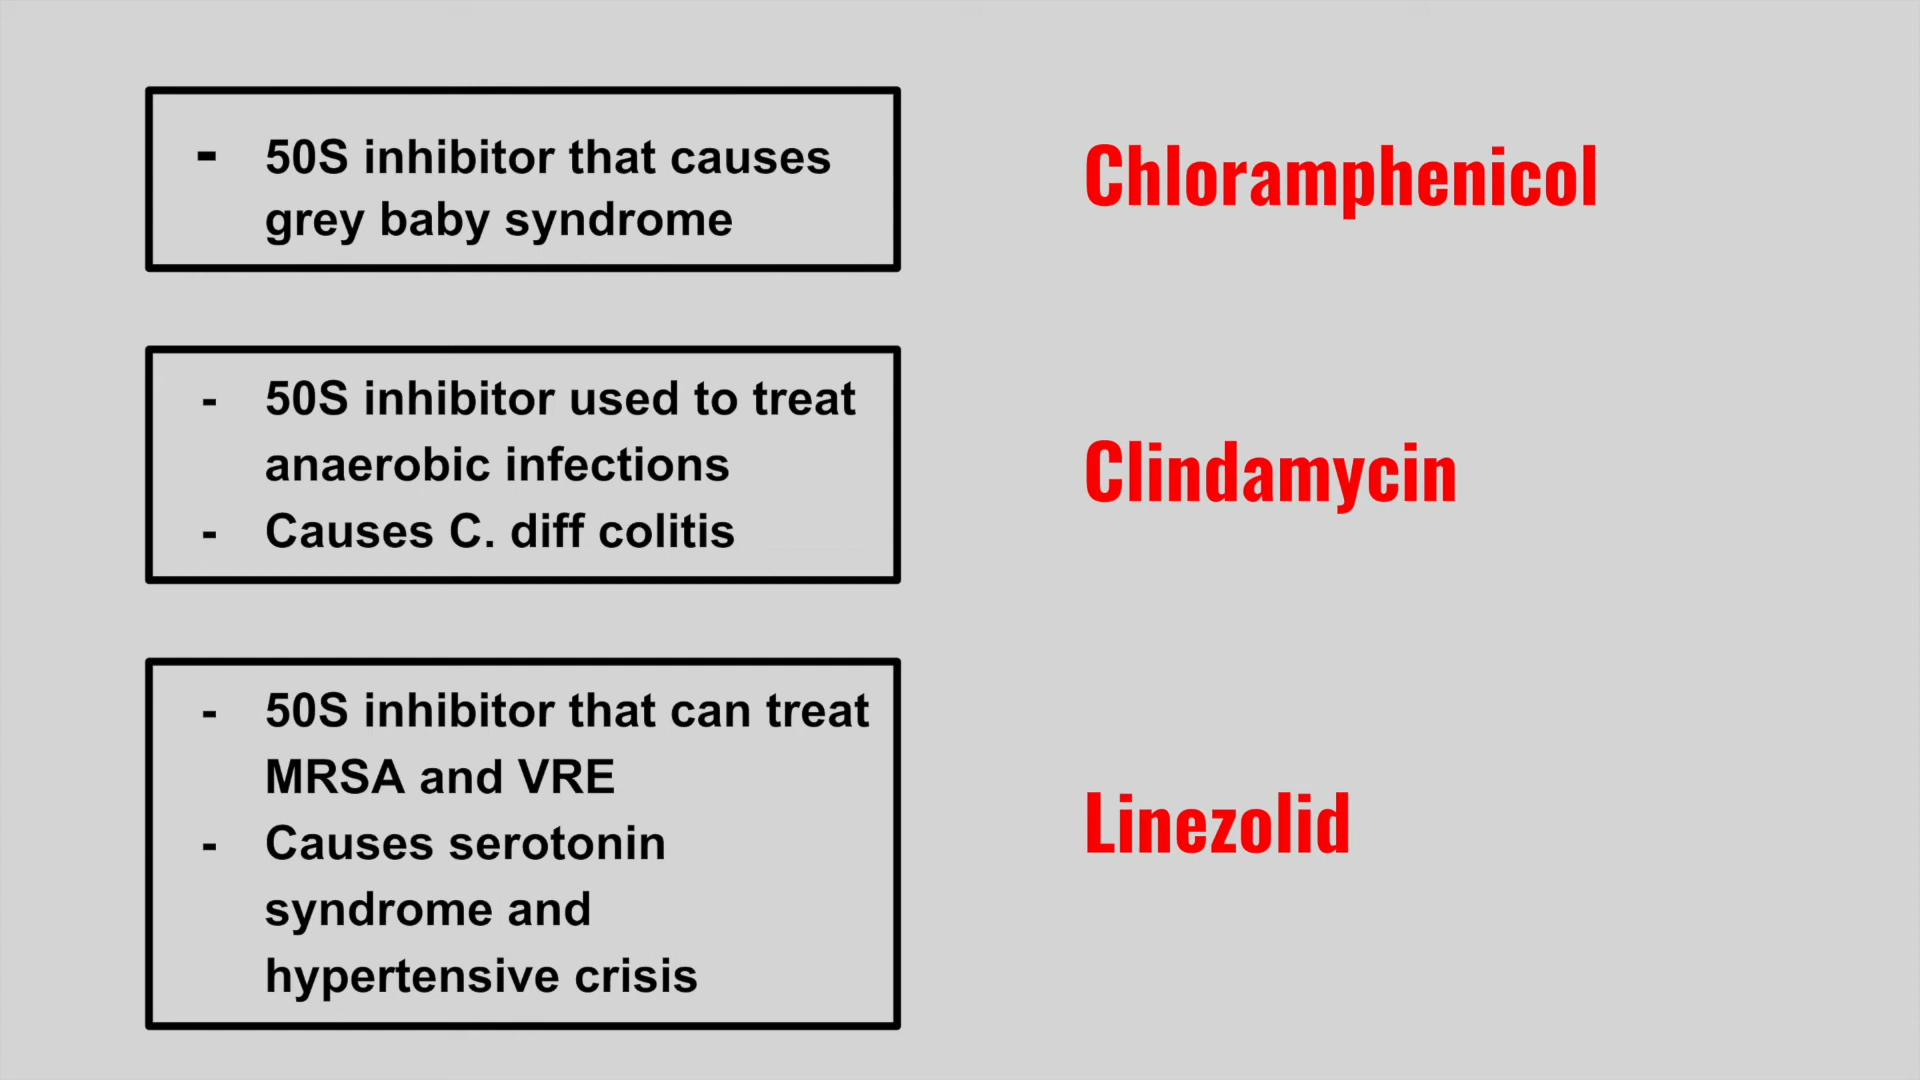 - 50S inhibitor that causes
grey baby syndrome
Chloramphenicol
- 50S inhibitor used to treat
anaerobic infections
- Causes C. diff colitis
Clindamycin
- 50S inhibitor that can treat
MRSA and VRE
- Causes serotonin
syndrome and
hypertensive crisis
Linezolid